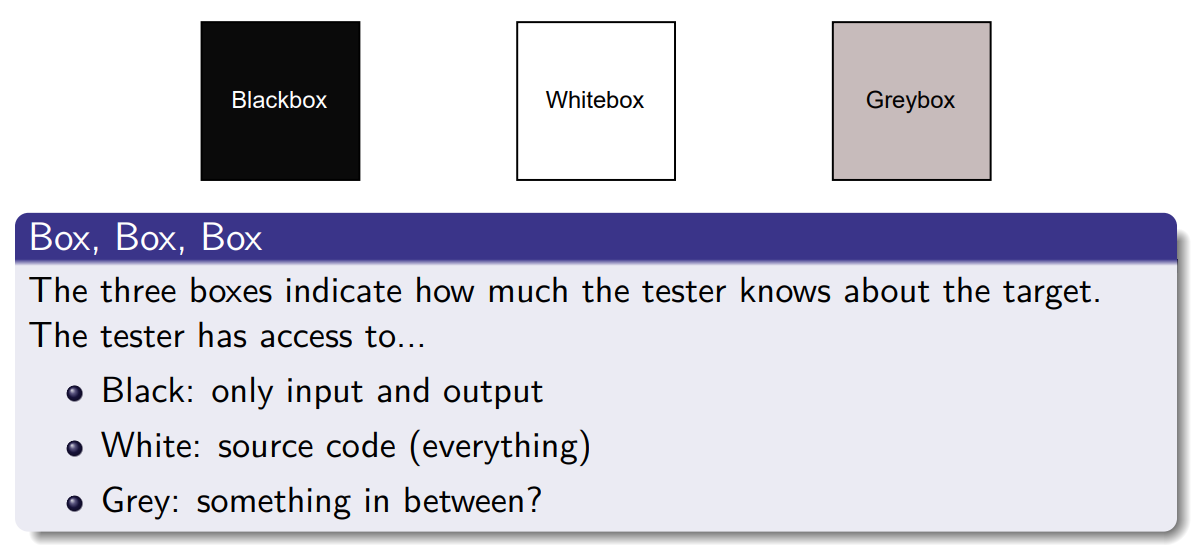 Blackbox
Whitebox
Greybox
Box, Box, Box
The three boxes indicate how much the tester knows about the target.
The tester has access to...
Black: only input and output
White: source code (everything)
Grey: something in between?